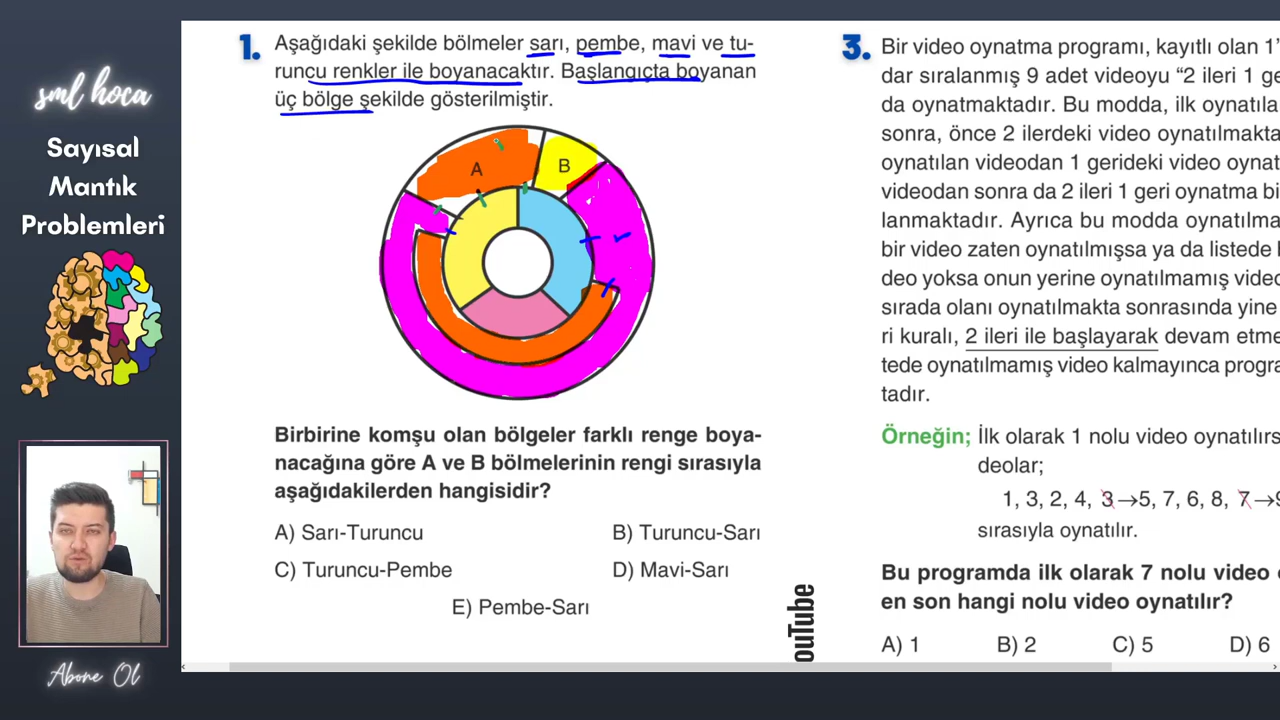 sml hoca
Sayısal
Mantık
Problemleri
Abone Ol
1.
Aşağıdaki şekilde bölmeler sarı, pembe, mavi ve tu-
runcu renkler ile boyanacaktır. Başlangıçta boyanan
üç bölge şekilde gösterilmiştir.
A
B
Birbirine komşu olan bölgeler farklı renge boya-
nacağına göre A ve B bölmelerinin rengi sırasıyla
aşağıdakilerden hangisidir?
A) Sarı-Turuncu
B) Turuncu-Sarı
C) Turuncu-Pembe
D) Mavi-Sarı
E) Pembe-Sarı
ouTube
3.
Bir video oynatma programı, kayıtlı olan 1'
dar sıralanmış 9 adet videoyu “2 ileri 1 ge
da oynatmaktadır. Bu modda, ilk oynatıla
sonra, önce 2 ilerdeki video oynatılmakta
oynatılan videodan 1 gerideki video oynat
videodan sonra da 2 ileri 1 geri oynatma bi
lanmaktadır. Ayrıca bu modda oynatılma
bir video zaten oynatılmışsa ya da listede
deo yoksa onun yerine oynatılmamış vide
sırada olanı oynatılmakta sonrasında yine
ri kuralı, 2 ileri ile başlayarak devam etme
tede oynatılmamış video kalmayınca progra
tadır.
Örneğin; İlk olarak 1 nolu video oynatılırs
deolar;
1, 3, 2, 4, 3→5, 7, 6, 8, 7→9
sırasıyla oynatılır.
Bu programda ilk olarak 7 nolu video
en son hangi nolu video oynatılır?
A) 1
B) 2
C) 5
D) 6